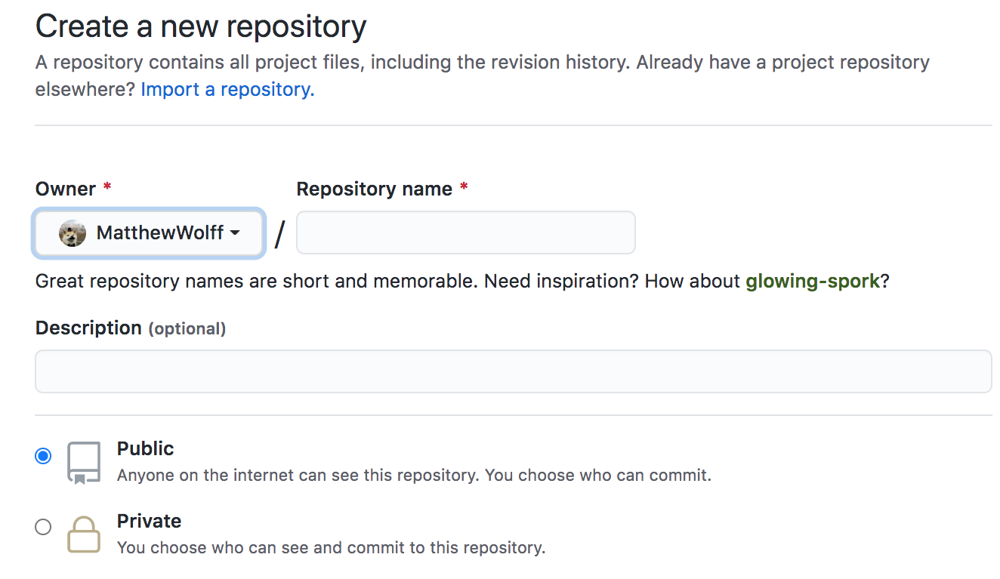 Create a new repository
A repository contains all project files, including the revision history. Already have a project repository
elsewhere? Import a repository.
Owner * Repository name *
MatthewWolff /
Great repository names are short and memorable. Need inspiration? How about glowing-spork?
Description (optional)
Public
Anyone on the internet can see this repository. You choose who can commit.
Private
You choose who can see and commit to this repository.